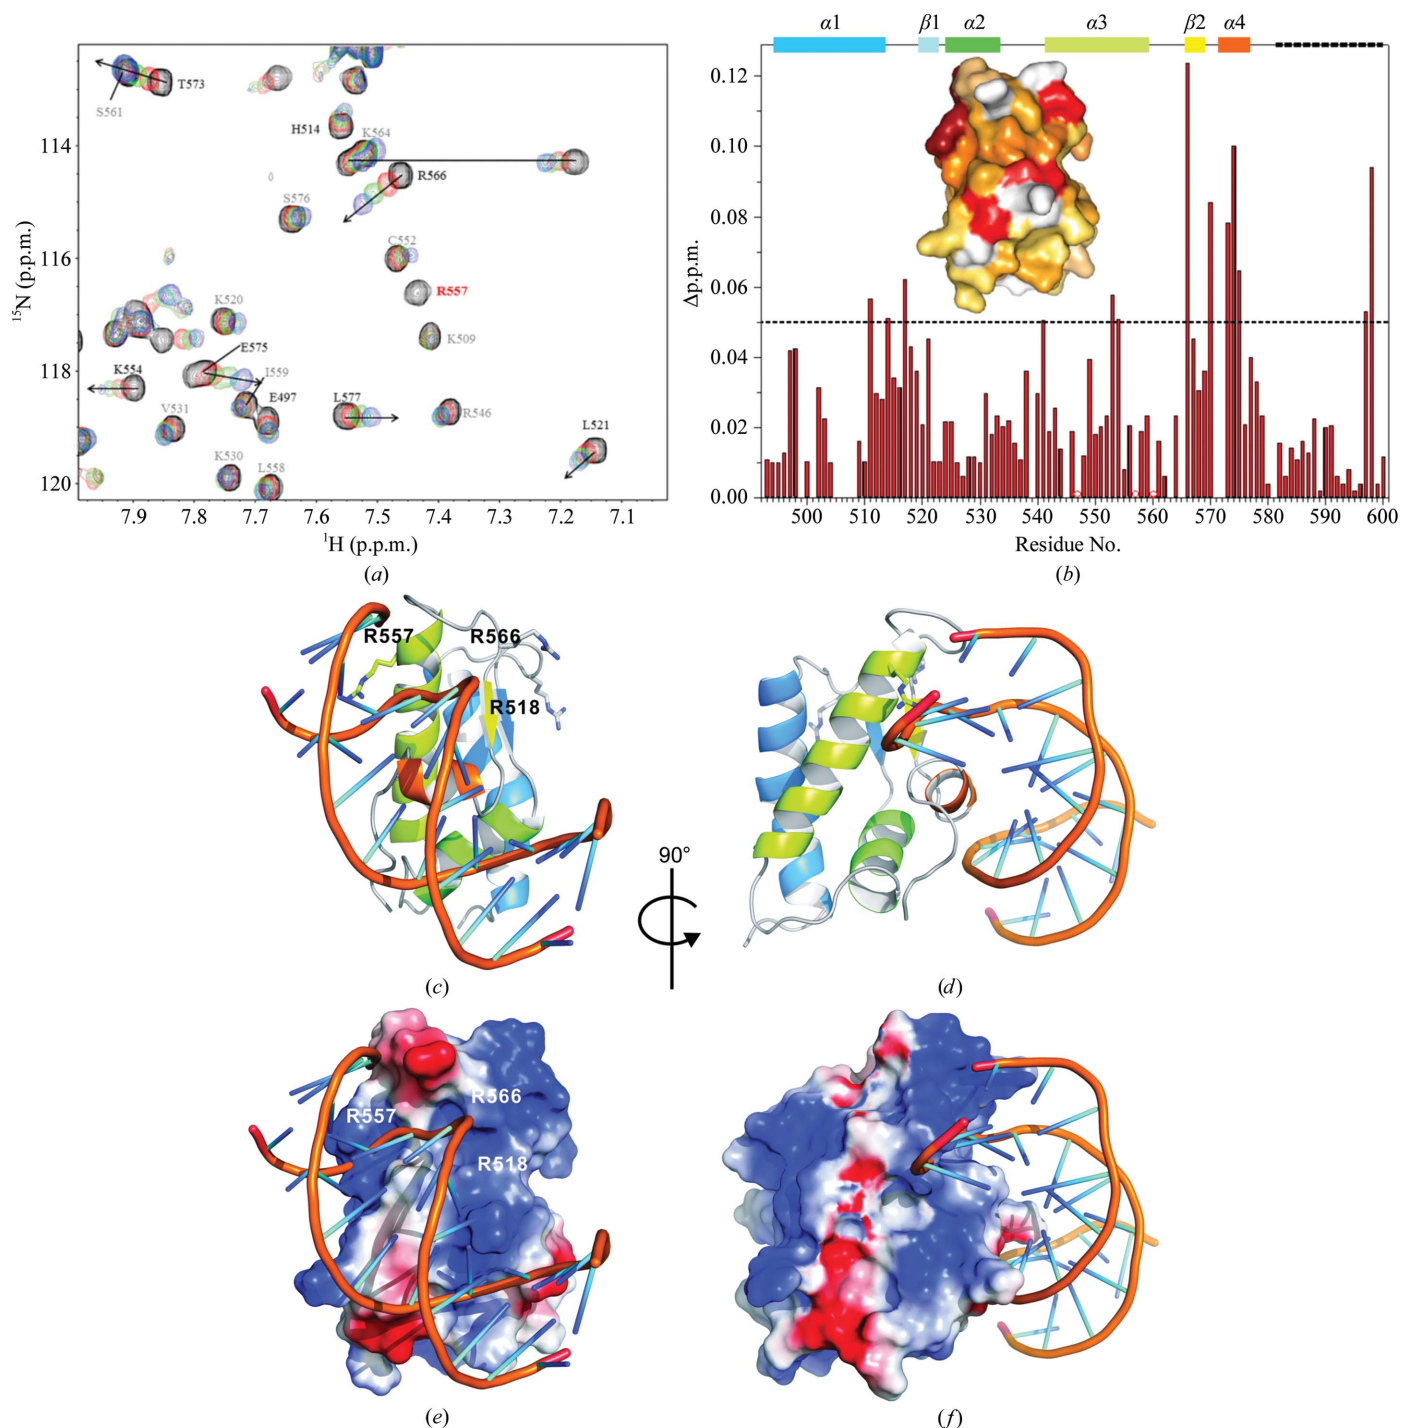 α1 β1 α2 α3 β2 α4
T573
S561
H514
K564
R566
S576
C552
R557
K520
K509
E575
I559
K554
E497
L577
R546
V531
L521
K530
L558
114
116
118
120
¹⁵N (p.p.m.)
7.9 7.8 7.7 7.6 7.5 7.4 7.3 7.2 7.1
¹H (p.p.m.)
(a)
0.12
0.10
0.08
0.06
0.04
0.02
0.00
Δp.p.m.
500 510 520 530 540 550 560 570 580 590 600
Residue No.
(b)
R557
R566
R518
(c)
90°
(d)
R566
R557
R518
(e)
(f)